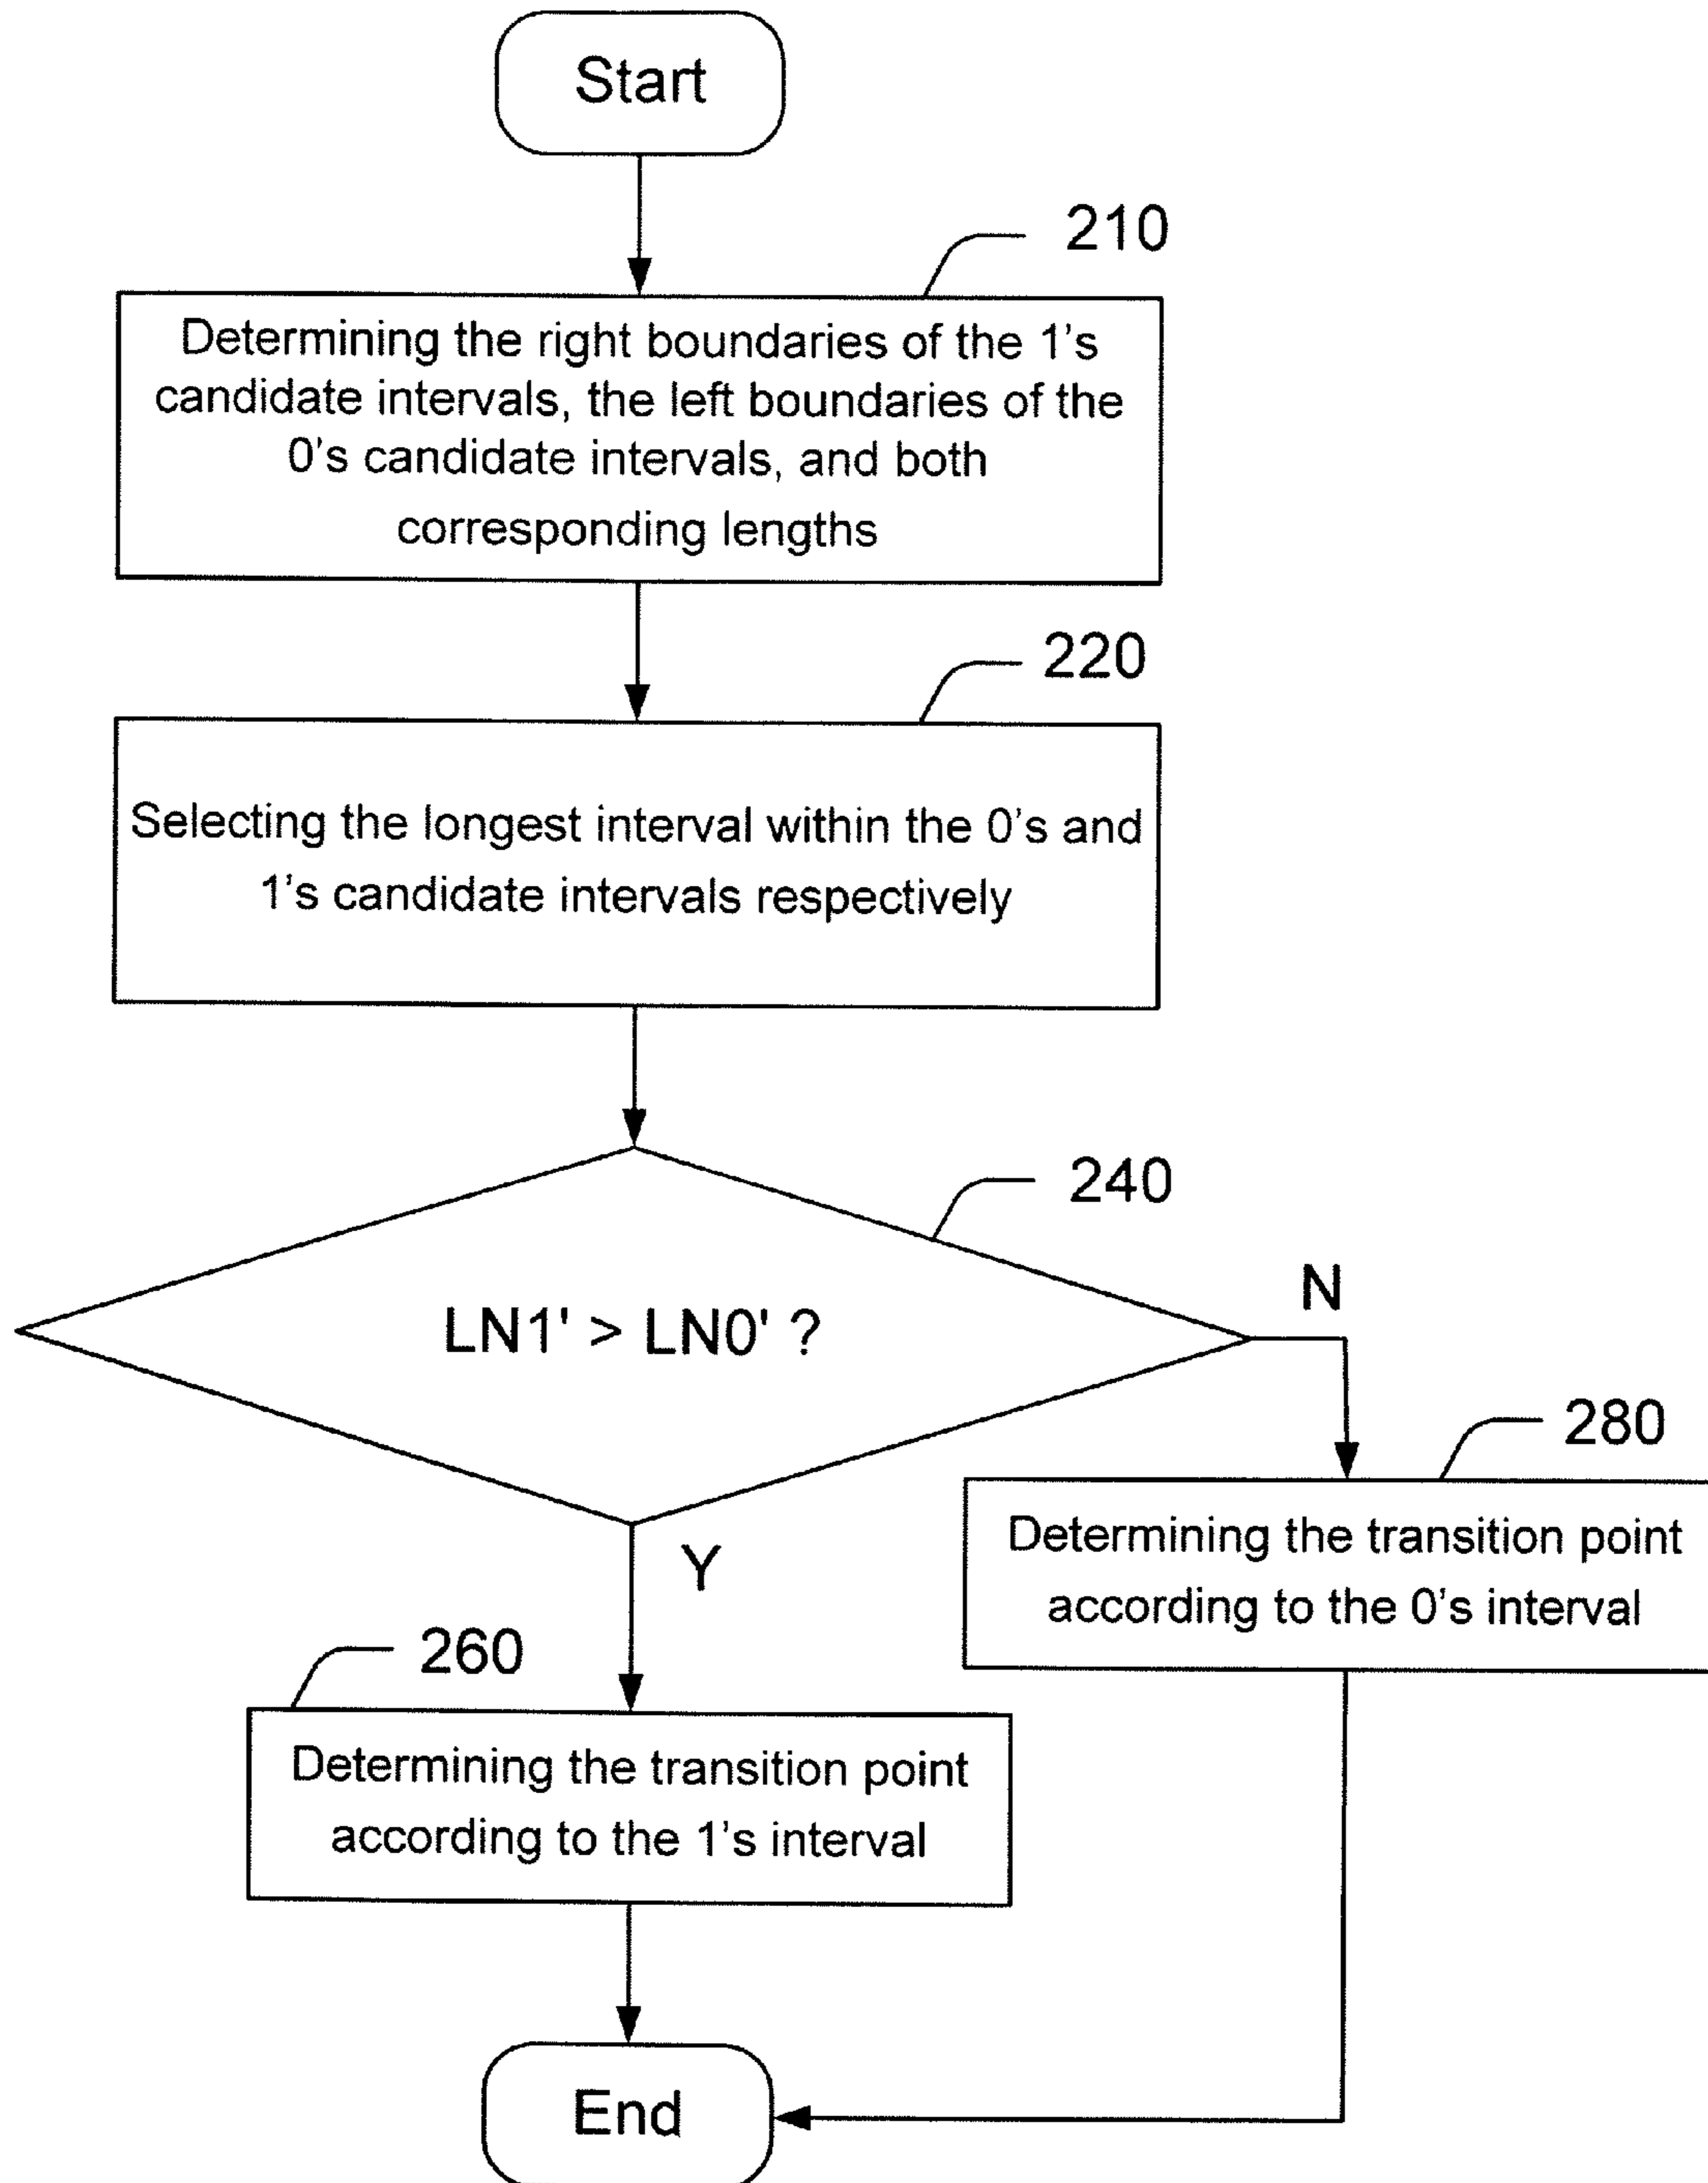 Start
210
Determining the right boundaries of the 1's
candidate intervals, the left boundaries of the
0's candidate intervals, and both
corresponding lengths
220
Selecting the longest interval within the 0's and
1's candidate intervals respectively
240
LN1' > LN0' ?
N
280
Determining the transition point
according to the 0's interval
Y
260
Determining the transition point
according to the 1's interval
End